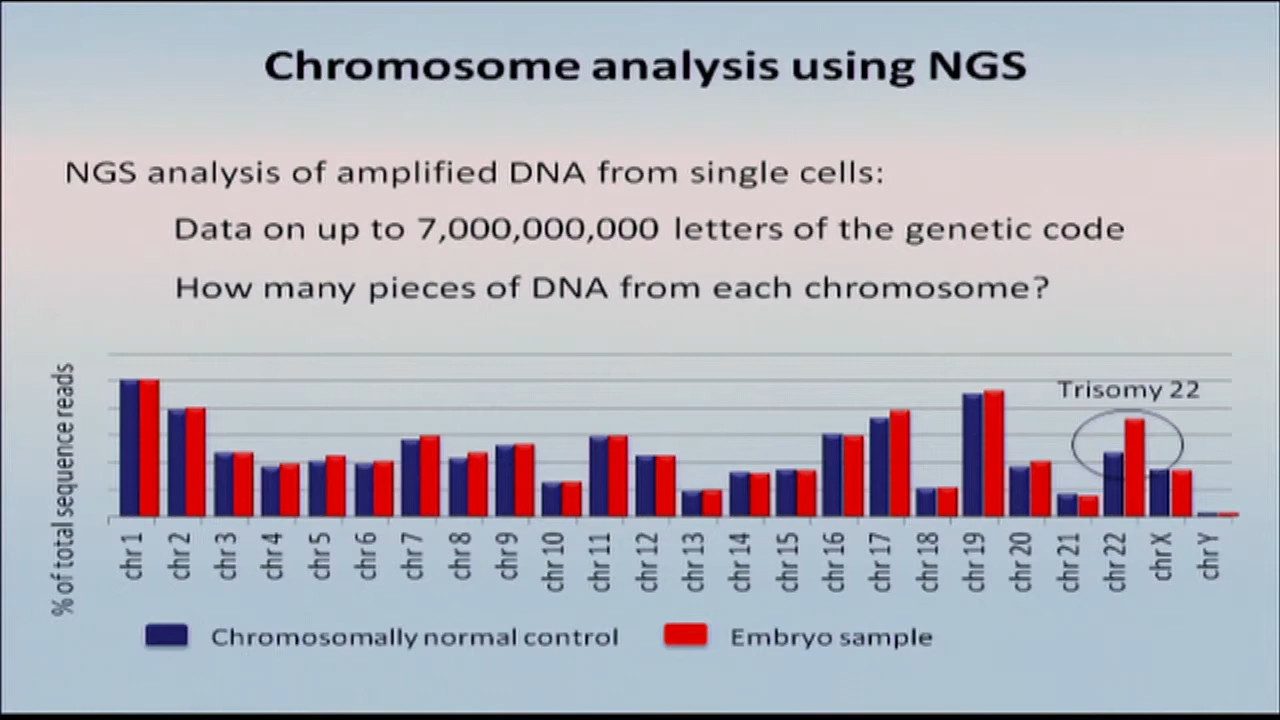 Chromosome analysis using NGS
NGS analysis of amplified DNA from single cells:
Data on up to 7,000,000,000 letters of the genetic code
How many pieces of DNA from each chromosome?
% of total sequence reads
Trisomy 22
chr 1
chr 2
chr 3
chr 4
chr 5
chr 6
chr 7
chr 8
chr 9
chr 10
chr 11
chr 12
chr 13
chr 14
chr 15
chr 16
chr 17
chr 18
chr 19
chr 20
chr 21
chr 22
chr X
chr Y
Chromosomally normal control
Embryo sample